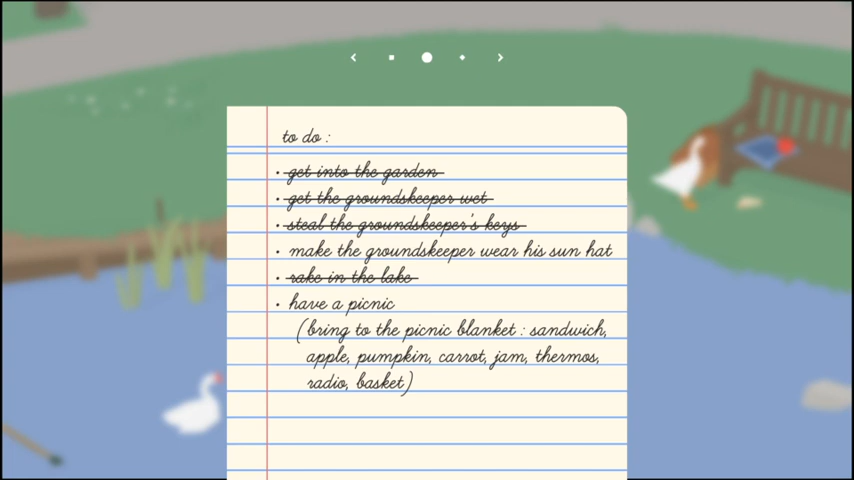 to do :
• get into the garden
• get the groundskeeper wet
• steal the groundskeeper's keys
• make the groundskeeper wear his sun hat
• rake in the lake
• have a picnic
(bring to the picnic blanket : sandwich,
apple, pumpkin, carrot, jam, thermos,
radio, basket)